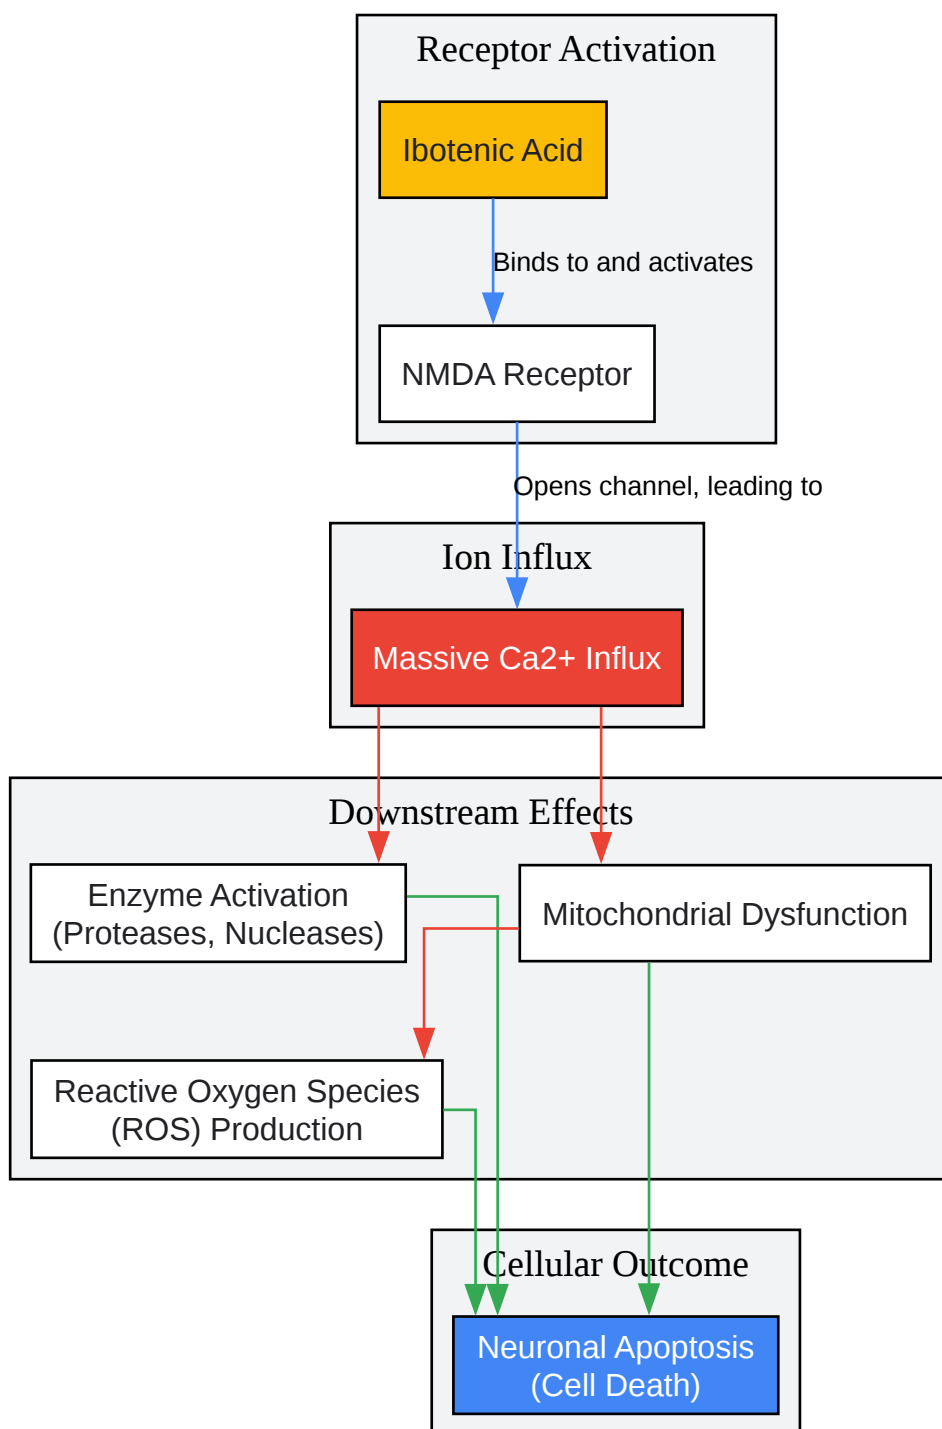 Receptor Activation
Ibotenic Acid
Binds to and activates
NMDA Receptor
Opens channel, leading to
Ion Influx
Massive Ca2+ Influx
Downstream Effects
Enzyme Activation
(Proteases, Nucleases)
Mitochondrial Dysfunction
Reactive Oxygen Species
(ROS) Production
Cellular Outcome
Neuronal Apoptosis
(Cell Death)